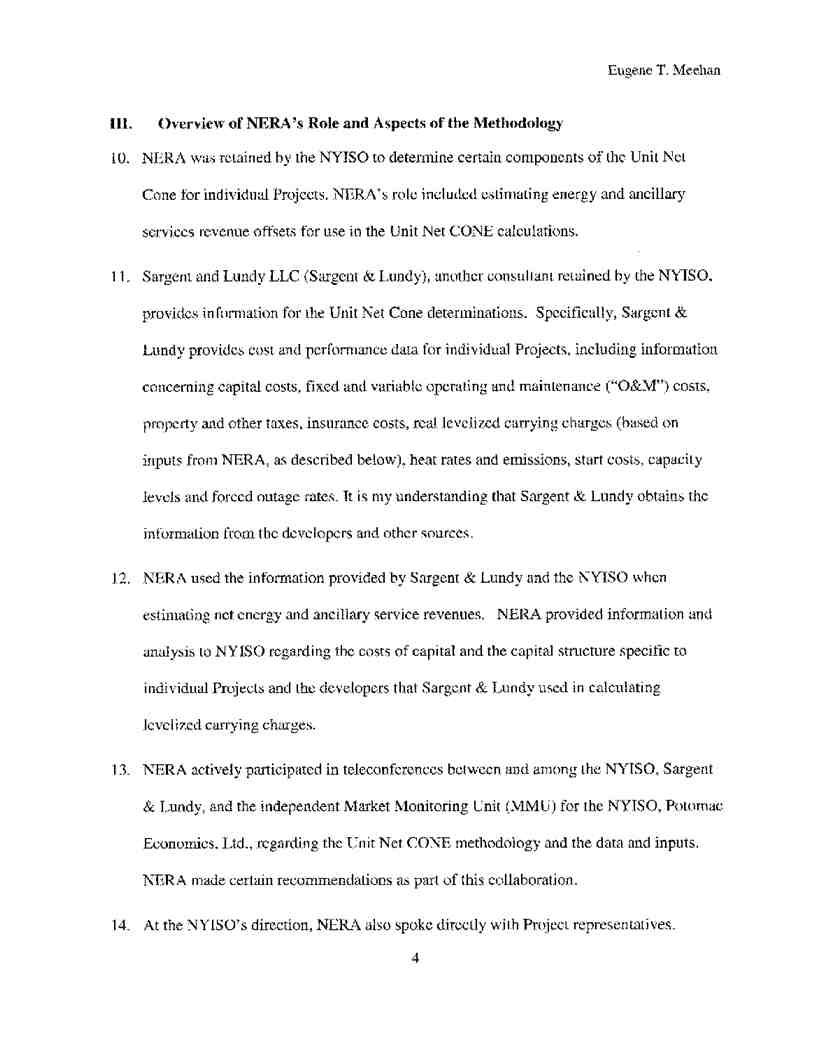 Eugene T. Meehan
III. Overview of NERA's Role and Aspects of the Methodology
10. NERA was retained by the NYISO to determine certain components of the Unit Net
Cone for individual Projects. NERA's role included estimating energy and ancillary
services revenue offsets for use in the Unit Net CONE calculations.
11. Sargent and Lundy LLC (Sargent & Lundy), another consultant retained by the NYISO,
provides information for the Unit Net Cone determinations. Specifically, Sargent &
Lundy provides cost and performance data for individual Projects, including information
concerning capital costs, fixed and variable operating and maintenance ("O&M") costs,
property and other taxes, insurance costs, real levelized carrying charges (based on
inputs from NERA, as described below), heat rates and emissions, start costs, capacity
levels and forced outage rates. It is my understanding that Sargent & Lundy obtains the
information from the developers and other sources.
12. NERA used the information provided by Sargent & Lundy and the NYISO when
estimating net energy and ancillary service revenues. NERA provided information and
analysis to NYISO regarding the costs of capital and the capital structure specific to
individual Projects and the developers that Sargent & Lundy used in calculating
levelized carrying charges.
13. NERA actively participated in teleconferences between and among the NYISO, Sargent
& Lundy, and the independent Market Monitoring Unit (MMU) for the NYISO, Potomac
Economics, Ltd., regarding the Unit Net CONE methodology and the data and inputs.
NERA made certain recommendations as part of this collaboration.
14. At the NYISO's direction, NERA also spoke directly with Project representatives.
4